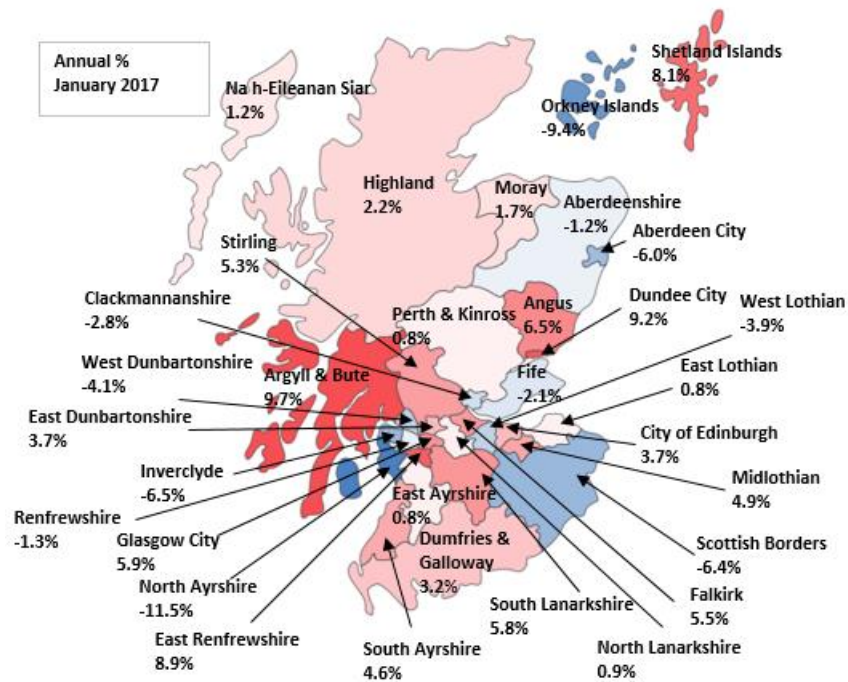 Annual %
January 2017
Na h-Eileanan Siar
1.2%
Shetland Islands
8.1%
Orkney Islands
-9.4%
Highland
2.2%
Moray
1.7%
Aberdeenshire
-1.2%
Aberdeen City
-6.0%
Stirling
5.3%
Clackmannanshire
-2.8%
Perth & Kinross
0.8%
Angus
6.5%
Dundee City
9.2%
West Lothian
-3.9%
West Dunbartonshire
-4.1%
Argyll & Bute
9.7%
Fife
-2.1%
East Lothian
0.8%
East Dunbartonshire
3.7%
City of Edinburgh
3.7%
Inverclyde
-6.5%
Midlothian
4.9%
Renfrewshire
-1.3%
Glasgow City
5.9%
East Ayrshire
0.8%
Dumfries &
Galloway
3.2%
Scottish Borders
-6.4%
North Ayrshire
-11.5%
South Lanarkshire
5.8%
Falkirk
5.5%
East Renfrewshire
8.9%
South Ayrshire
4.6%
North Lanarkshire
0.9%